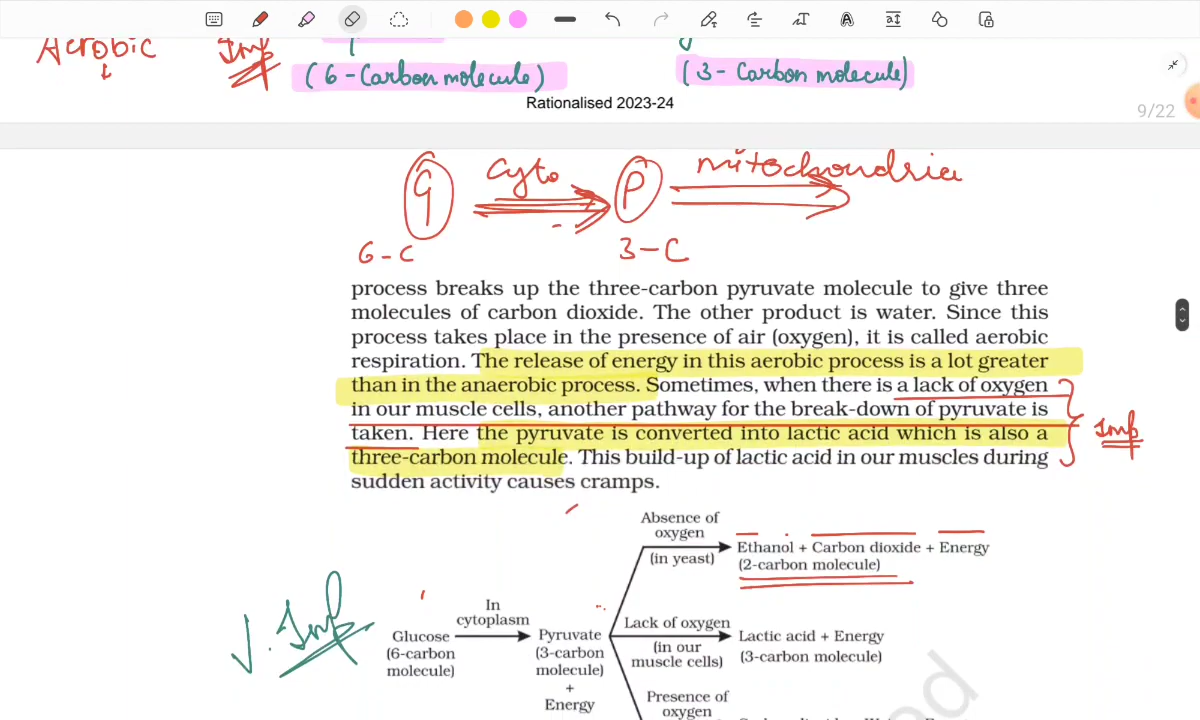 Aerobic Imp
(6-Carbon molecule) (3-Carbon molecule)
Rationalised 2023-24
9/22
G Cyto P mitochondria
6-C 3-C
process breaks up the three-carbon pyruvate molecule to give three
molecules of carbon dioxide. The other product is water. Since this
process takes place in the presence of air (oxygen), it is called aerobic
respiration. The release of energy in this aerobic process is a lot greater
than in the anaerobic process. Sometimes, when there is a lack of oxygen
in our muscle cells, another pathway for the break-down of pyruvate is
taken. Here the pyruvate is converted into lactic acid which is also a
three-carbon molecule. This build-up of lactic acid in our muscles during
sudden activity causes cramps.
Imp
Absence of
oxygen
(in yeast)
Ethanol + Carbon dioxide + Energy
(2-carbon molecule)
V. Imp
Glucose
(6-carbon
molecule)
In
cytoplasm
Pyruvate
(3-carbon
molecule)
+
Energy
Lack of oxygen
(in our
muscle cells)
Lactic acid + Energy
(3-carbon molecule)
Presence of
oxygen